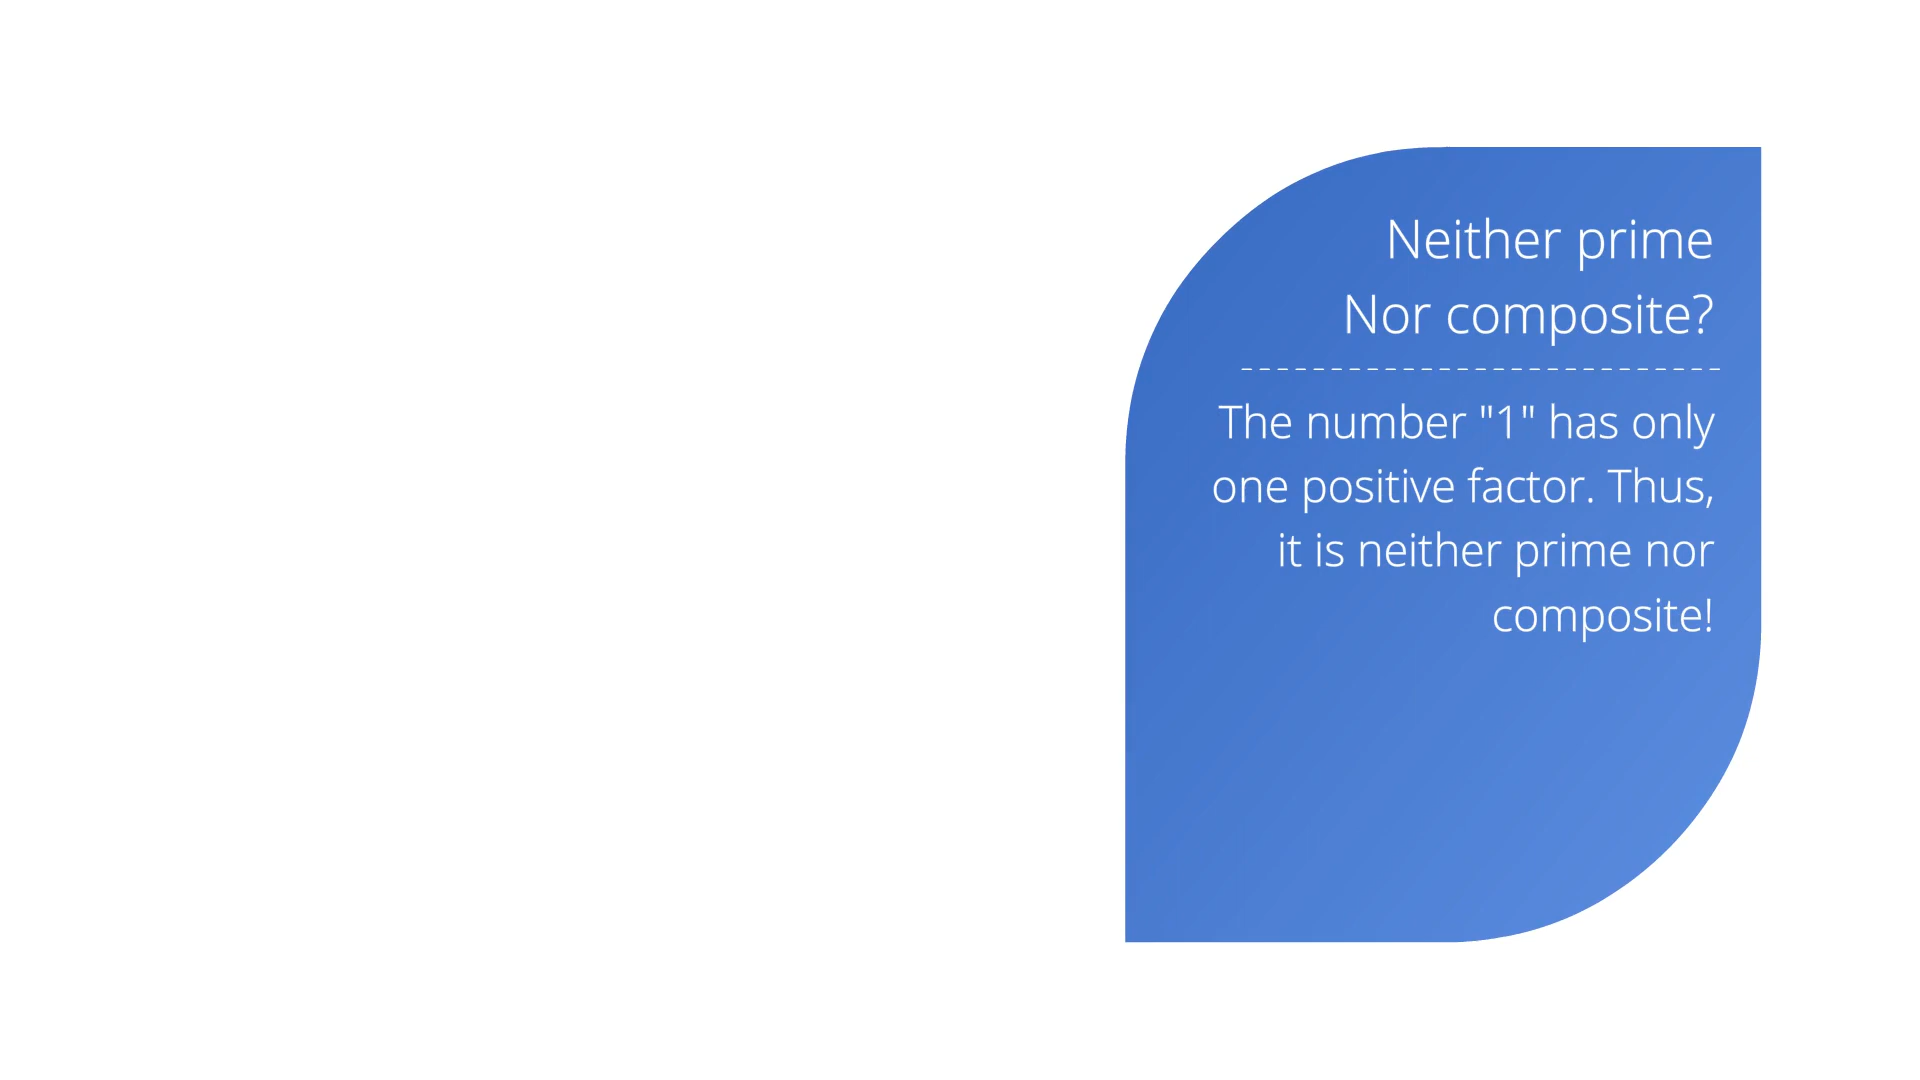 Neither prime
Nor composite?
The number "1" has only
one positive factor. Thus,
it is neither prime nor
composite!